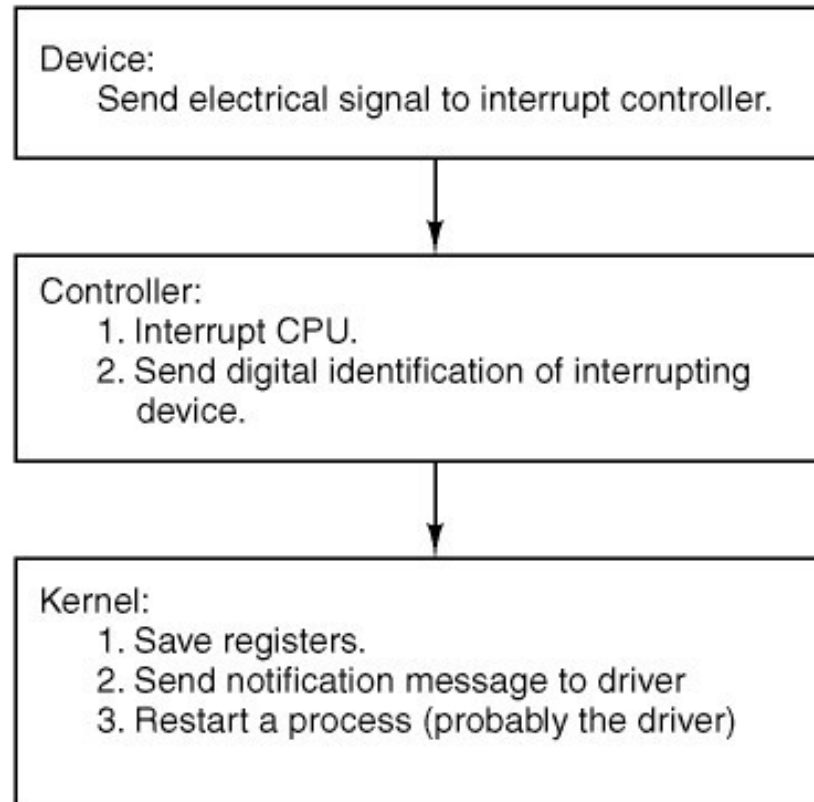 Device:
Send electrical signal to interrupt controller.
Controller:
1. Interrupt CPU.
2. Send digital identification of interrupting
device.
Kernel:
1. Save registers.
2. Send notification message to driver
3. Restart a process (probably the driver)